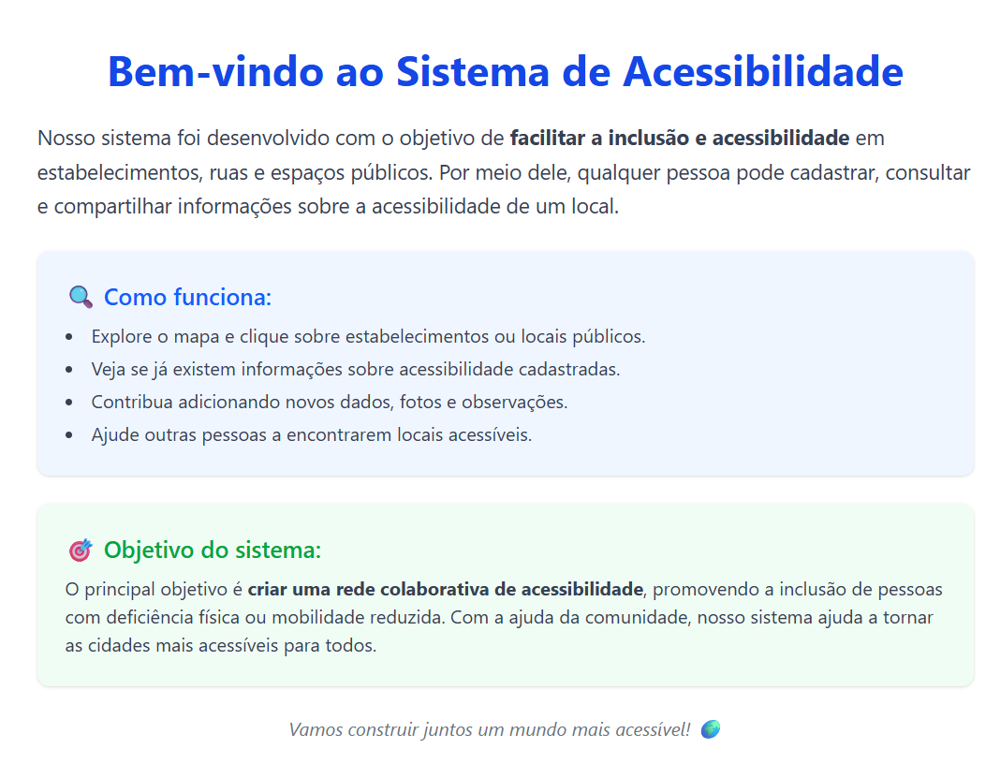 Bem-vindo ao Sistema de Acessibilidade
Nosso sistema foi desenvolvido com o objetivo de facilitar a inclusão e acessibilidade em
estabelecimentos, ruas e espaços públicos. Por meio dele, qualquer pessoa pode cadastrar, consultar
e compartilhar informações sobre a acessibilidade de um local.
🔍 Como funciona:
• Explore o mapa e clique sobre estabelecimentos ou locais públicos.
• Veja se já existem informações sobre acessibilidade cadastradas.
• Contribua adicionando novos dados, fotos e observações.
• Ajude outras pessoas a encontrarem locais acessíveis.
🎯 Objetivo do sistema:
O principal objetivo é criar uma rede colaborativa de acessibilidade, promovendo a inclusão de pessoas
com deficiência física ou mobilidade reduzida. Com a ajuda da comunidade, nosso sistema ajuda a tornar
as cidades mais acessíveis para todos.
Vamos construir juntos um mundo mais acessível! 🌍